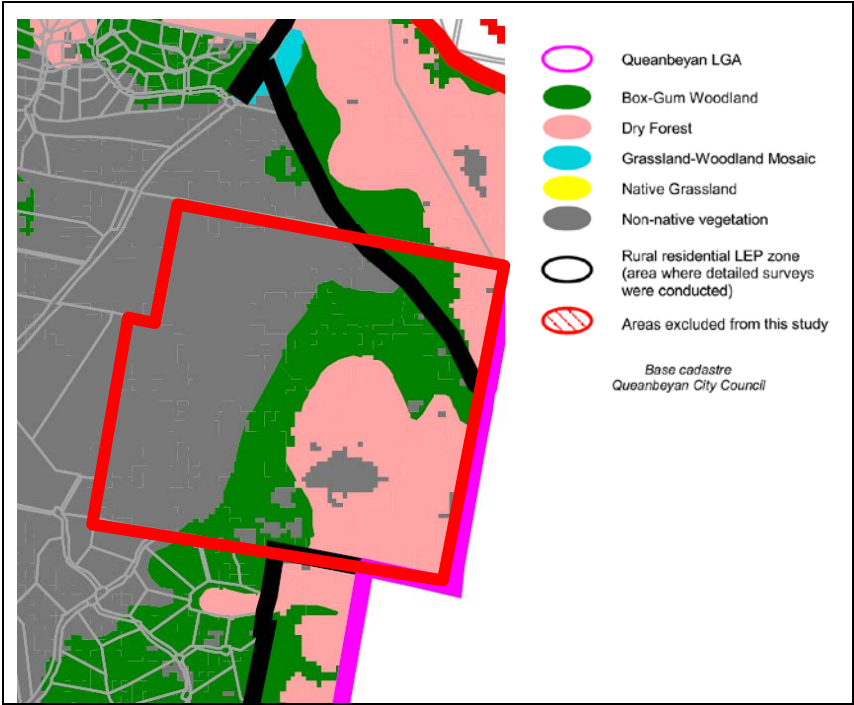 Queanbeyan LGA
Box-Gum Woodland
Dry Forest
Grassland-Woodland Mosaic
Native Grassland
Non-native vegetation
Rural residential LEP zone
(area where detailed surveys
were conducted)
Areas excluded from this study
Base cadastre
Queanbeyan City Council